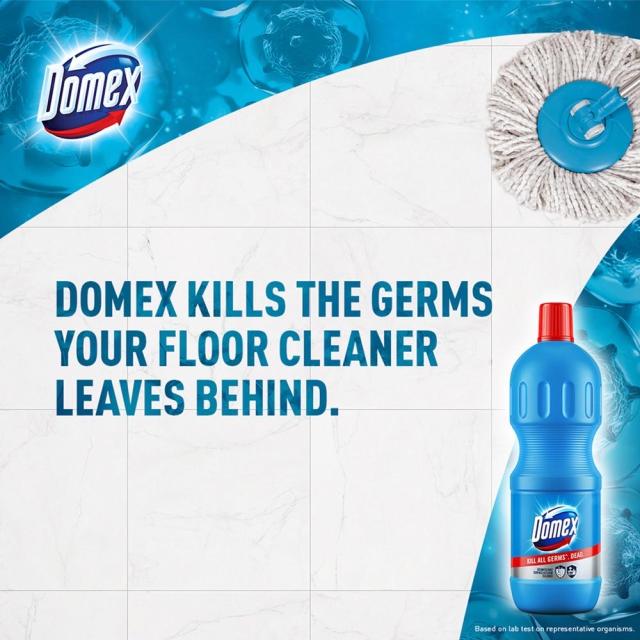 Domex
DOMEX KILLS THE GERMS
YOUR FLOOR CLEANER
LEAVES BEHIND.
Domex
KILL ALL GERMS*. DEAD.
Based on lab test on representative organisms.